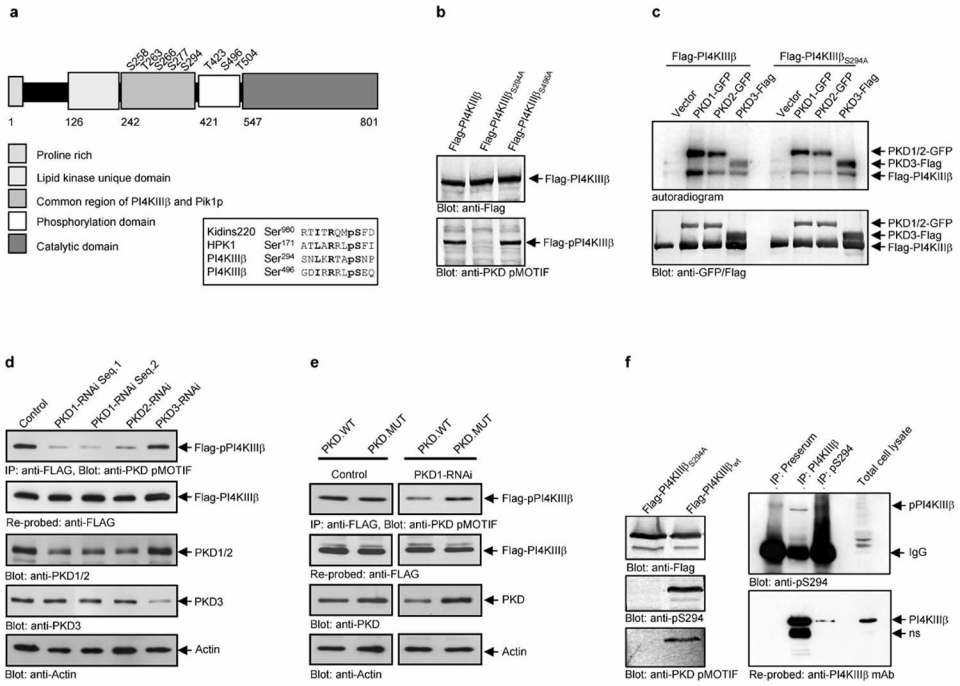 a
S258
T263
S266
S277
S294
T423
S496
T504
1 126 242 421 547 801
Proline rich
Lipid kinase unique domain
Common region of PI4KIIIβ and Pik1p
Phosphorylation domain
Catalytic domain
Kidins220 Ser980 RTITRQMpSFD
HPK1 Ser171 ATLARRLpSFI
PI4KIIIβ Ser294 SNLKRTApSNP
PI4KIIIβ Ser496 GDIRRRLpSEQ
b
Flag-PI4KIIIβ
Flag-PI4KIIIβS294A
Flag-PI4KIIIβS496A
Flag-PI4KIIIβ
Blot: anti-Flag
Flag-pPI4KIIIβ
Blot: anti-PKD pMOTIF
c
Flag-PI4KIIIβ Flag-PI4KIIIβS294A
Vector
PKD1-GFP
PKD2-GFP
PKD3-Flag
Vector
PKD1-GFP
PKD2-GFP
PKD3-Flag
PKD1/2-GFP
PKD3-Flag
Flag-PI4KIIIβ
autoradiogram
PKD1/2-GFP
PKD3-Flag
Flag-PI4KIIIβ
Blot: anti-GFP/Flag
d
Control
PKD1-RNAi Seq.1
PKD1-RNAi Seq.2
PKD2-RNAi
PKD3-RNAi
Flag-pPI4KIIIβ
IP: anti-FLAG, Blot: anti-PKD pMOTIF
Flag-PI4KIIIβ
Re-probed: anti-FLAG
PKD1/2
Blot: anti-PKD1/2
PKD3
Blot: anti-PKD3
Actin
Blot: anti-Actin
e
PKD.WT
PKD.MUT
PKD.WT
PKD.MUT
Control PKD1-RNAi
Flag-pPI4KIIIβ
IP: anti-FLAG, Blot: anti-PKD pMOTIF
Flag-PI4KIIIβ
Re-probed: anti-FLAG
PKD
Blot: anti-PKD
Actin
Blot: anti-Actin
f
Flag-PI4KIIIβS294A
Flag-PI4KIIIβwt
Blot: anti-Flag
Blot: anti-pS294
Blot: anti-PKD pMOTIF
IP: Preserum
IP: PI4KIIIβ
IP: pS294
Total cell lysate
pPI4KIIIβ
IgG
Blot: anti-pS294
PI4KIIIβ
ns
Re-probed: anti-PI4KIIIβ mAb